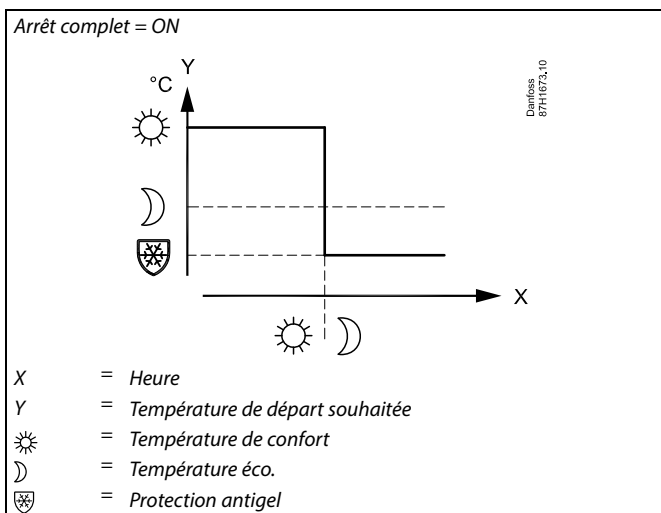 Arrêt complet = ON
Y
°C
Danfoss
87H1673.10
X
X = Heure
Y = Température de départ souhaitée
= Température de confort
= Température éco.
= Protection antigel